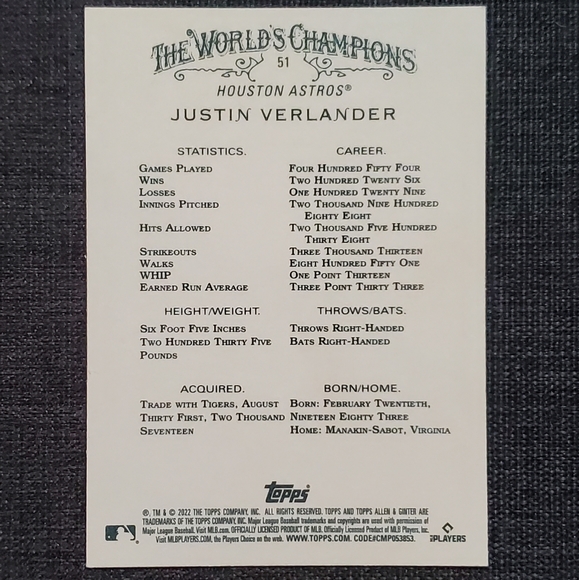 THE WORLD'S CHAMPIONS
51
HOUSTON ASTROS®
JUSTIN VERLANDER
STATISTICS. CAREER.
GAMES PLAYED FOUR HUNDRED FIFTY FOUR
WINS TWO HUNDRED TWENTY SIX
LOSSES ONE HUNDRED TWENTY NINE
INNINGS PITCHED TWO THOUSAND NINE HUNDRED
EIGHTY EIGHT
HITS ALLOWED TWO THOUSAND FIVE HUNDRED
THIRTY EIGHT
STRIKEOUTS THREE THOUSAND THIRTEEN
WALKS EIGHT HUNDRED FIFTY ONE
WHIP ONE POINT THIRTEEN
EARNED RUN AVERAGE THREE POINT THIRTY THREE
HEIGHT/WEIGHT. THROWS/BATS.
SIX FOOT FIVE INCHES THROWS RIGHT-HANDED
TWO HUNDRED THIRTY FIVE BATS RIGHT-HANDED
POUNDS
ACQUIRED. BORN/HOME.
TRADE WITH TIGERS, AUGUST BORN: FEBRUARY TWENTIETH,
THIRTY FIRST, TWO THOUSAND NINETEEN EIGHTY THREE
SEVENTEEN HOME: MANAKIN-SABOT, VIRGINIA
Topps®
®, TM & © 2022 THE TOPPS COMPANY, INC. ALL RIGHTS RESERVED. TOPPS AND TOPPS ALLEN & GINTER ARE
TRADEMARKS OF THE TOPPS COMPANY, INC. Major League Baseball trademarks and copyrights are used with permission of
Major League Baseball. Visit MLB.com. OFFICIALLY LICENSED PRODUCT OF MLB. Officially Licensed Product of MLB Players, Inc.
Visit MLBPLAYERS.com, the Players Choice on the web. WWW.TOPPS.COM. CODE#CMP053853.
PLAYERS